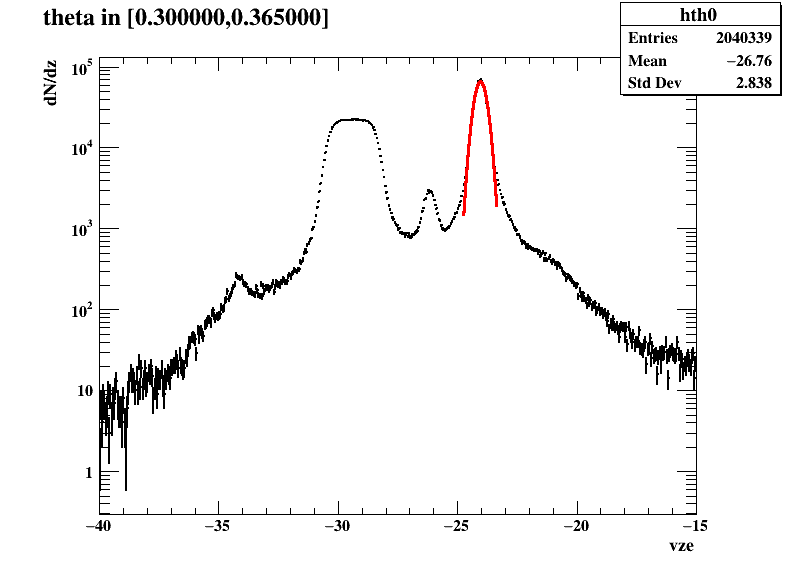 theta in [0.300000,0.365000]
hth0
Entries 2040339
Mean −26.76
Std Dev 2.838
dN/dz
10^5
10^4
10^3
10^2
10
1
−40 −35 −30 −25 −20 −15
vze